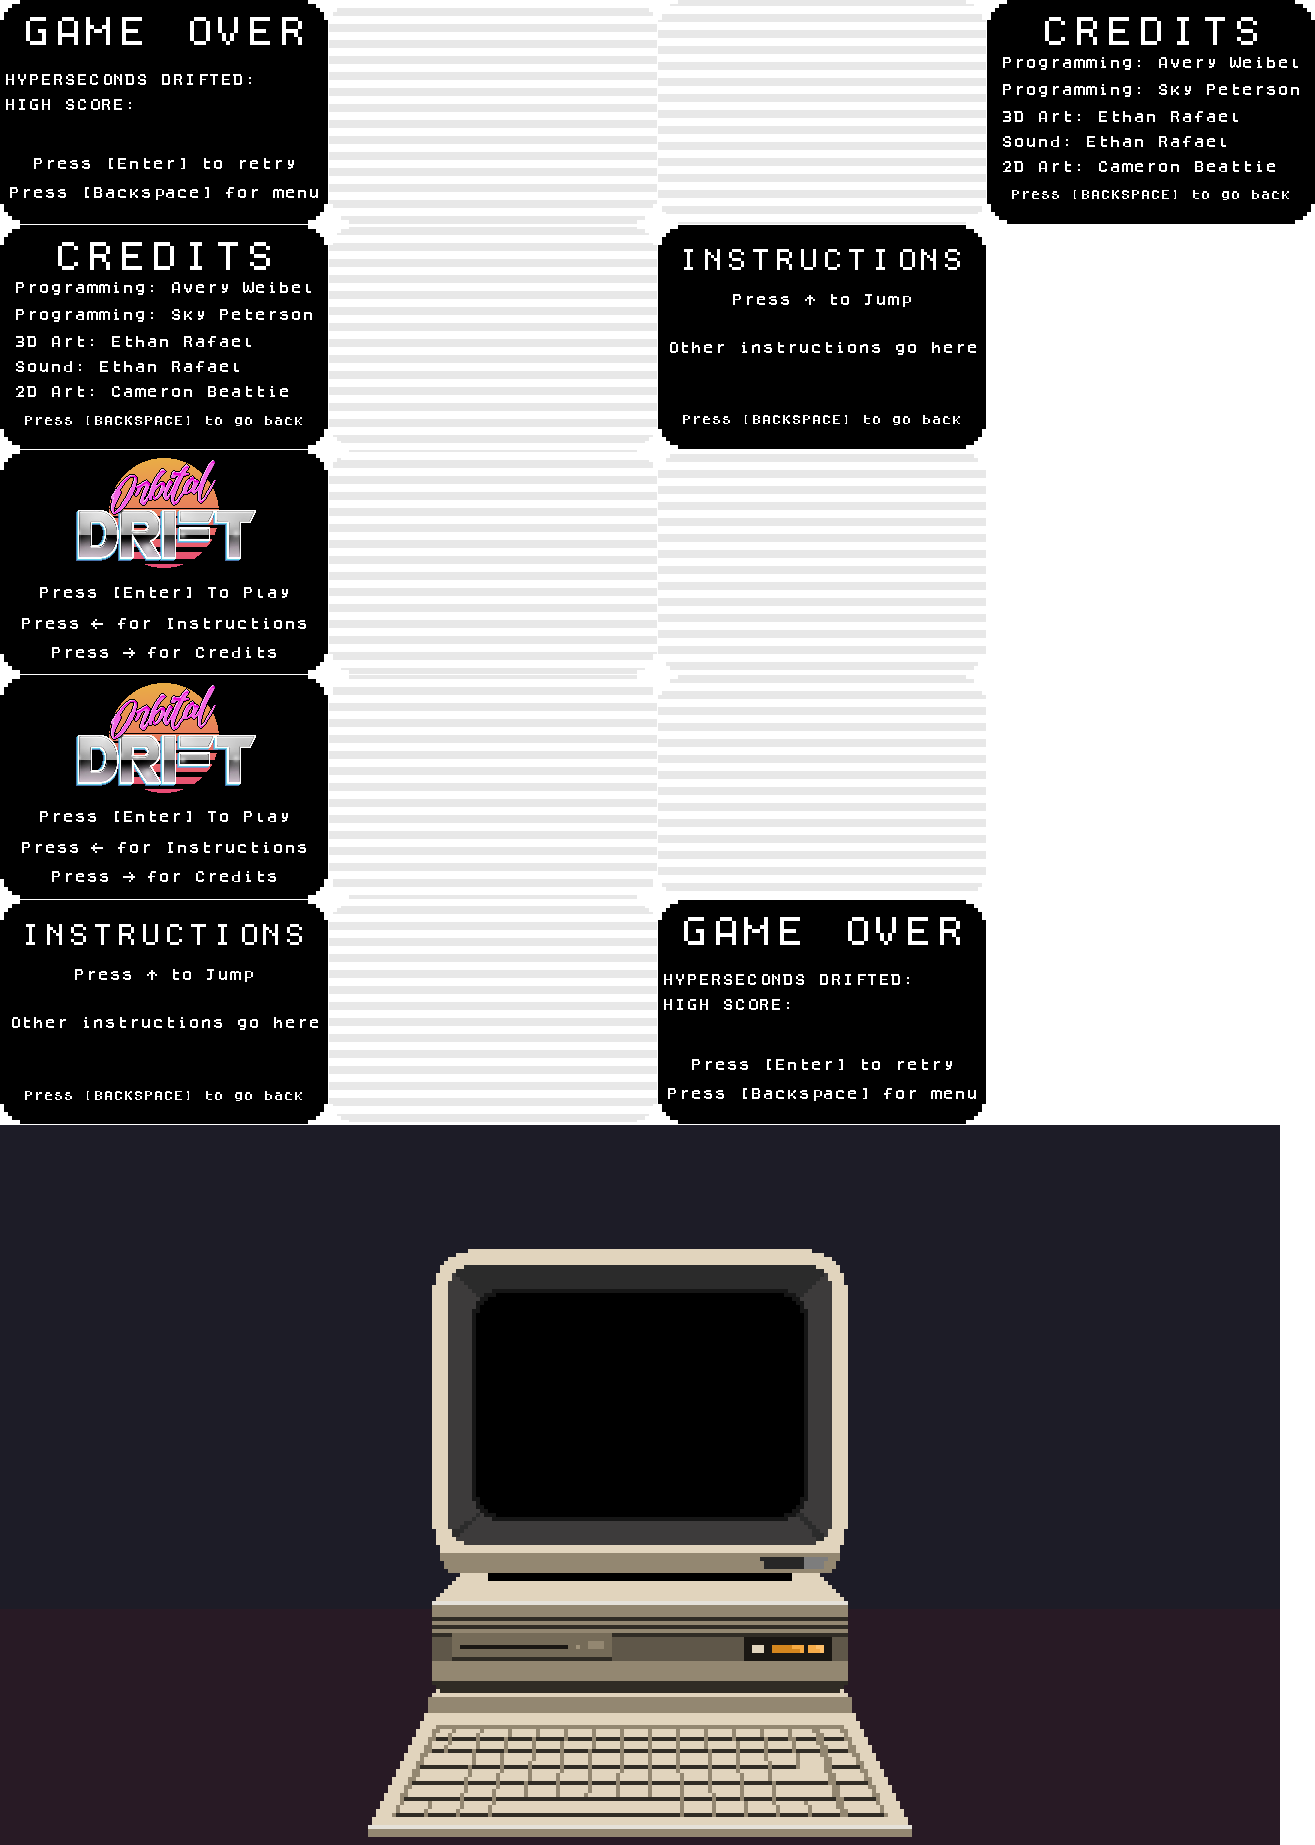 GAME OVER
HYPERSECONDS DRIFTED:
HIGH SCORE:
Press [Enter] to retry
Press [Backspace] for menu
CREDITS
Programming: Avery Weibel
Programming: Sky Peterson
3D Art: Ethan Rafael
Sound: Ethan Rafael
2D Art: Cameron Beattie
Press [BACKSPACE] to go back
CREDITS
Programming: Avery Weibel
Programming: Sky Peterson
3D Art: Ethan Rafael
Sound: Ethan Rafael
2D Art: Cameron Beattie
Press [BACKSPACE] to go back
INSTRUCTIONS
Press ↑ to Jump
Other instructions go here
Press [BACKSPACE] to go back
Orbital
DRIFT
Press [Enter] To Play
Press ← for Instructions
Press → for Credits
Orbital
DRIFT
Press [Enter] To Play
Press ← for Instructions
Press → for Credits
INSTRUCTIONS
Press ↑ to Jump
Other instructions go here
Press [BACKSPACE] to go back
GAME OVER
HYPERSECONDS DRIFTED:
HIGH SCORE:
Press [Enter] to retry
Press [Backspace] for menu